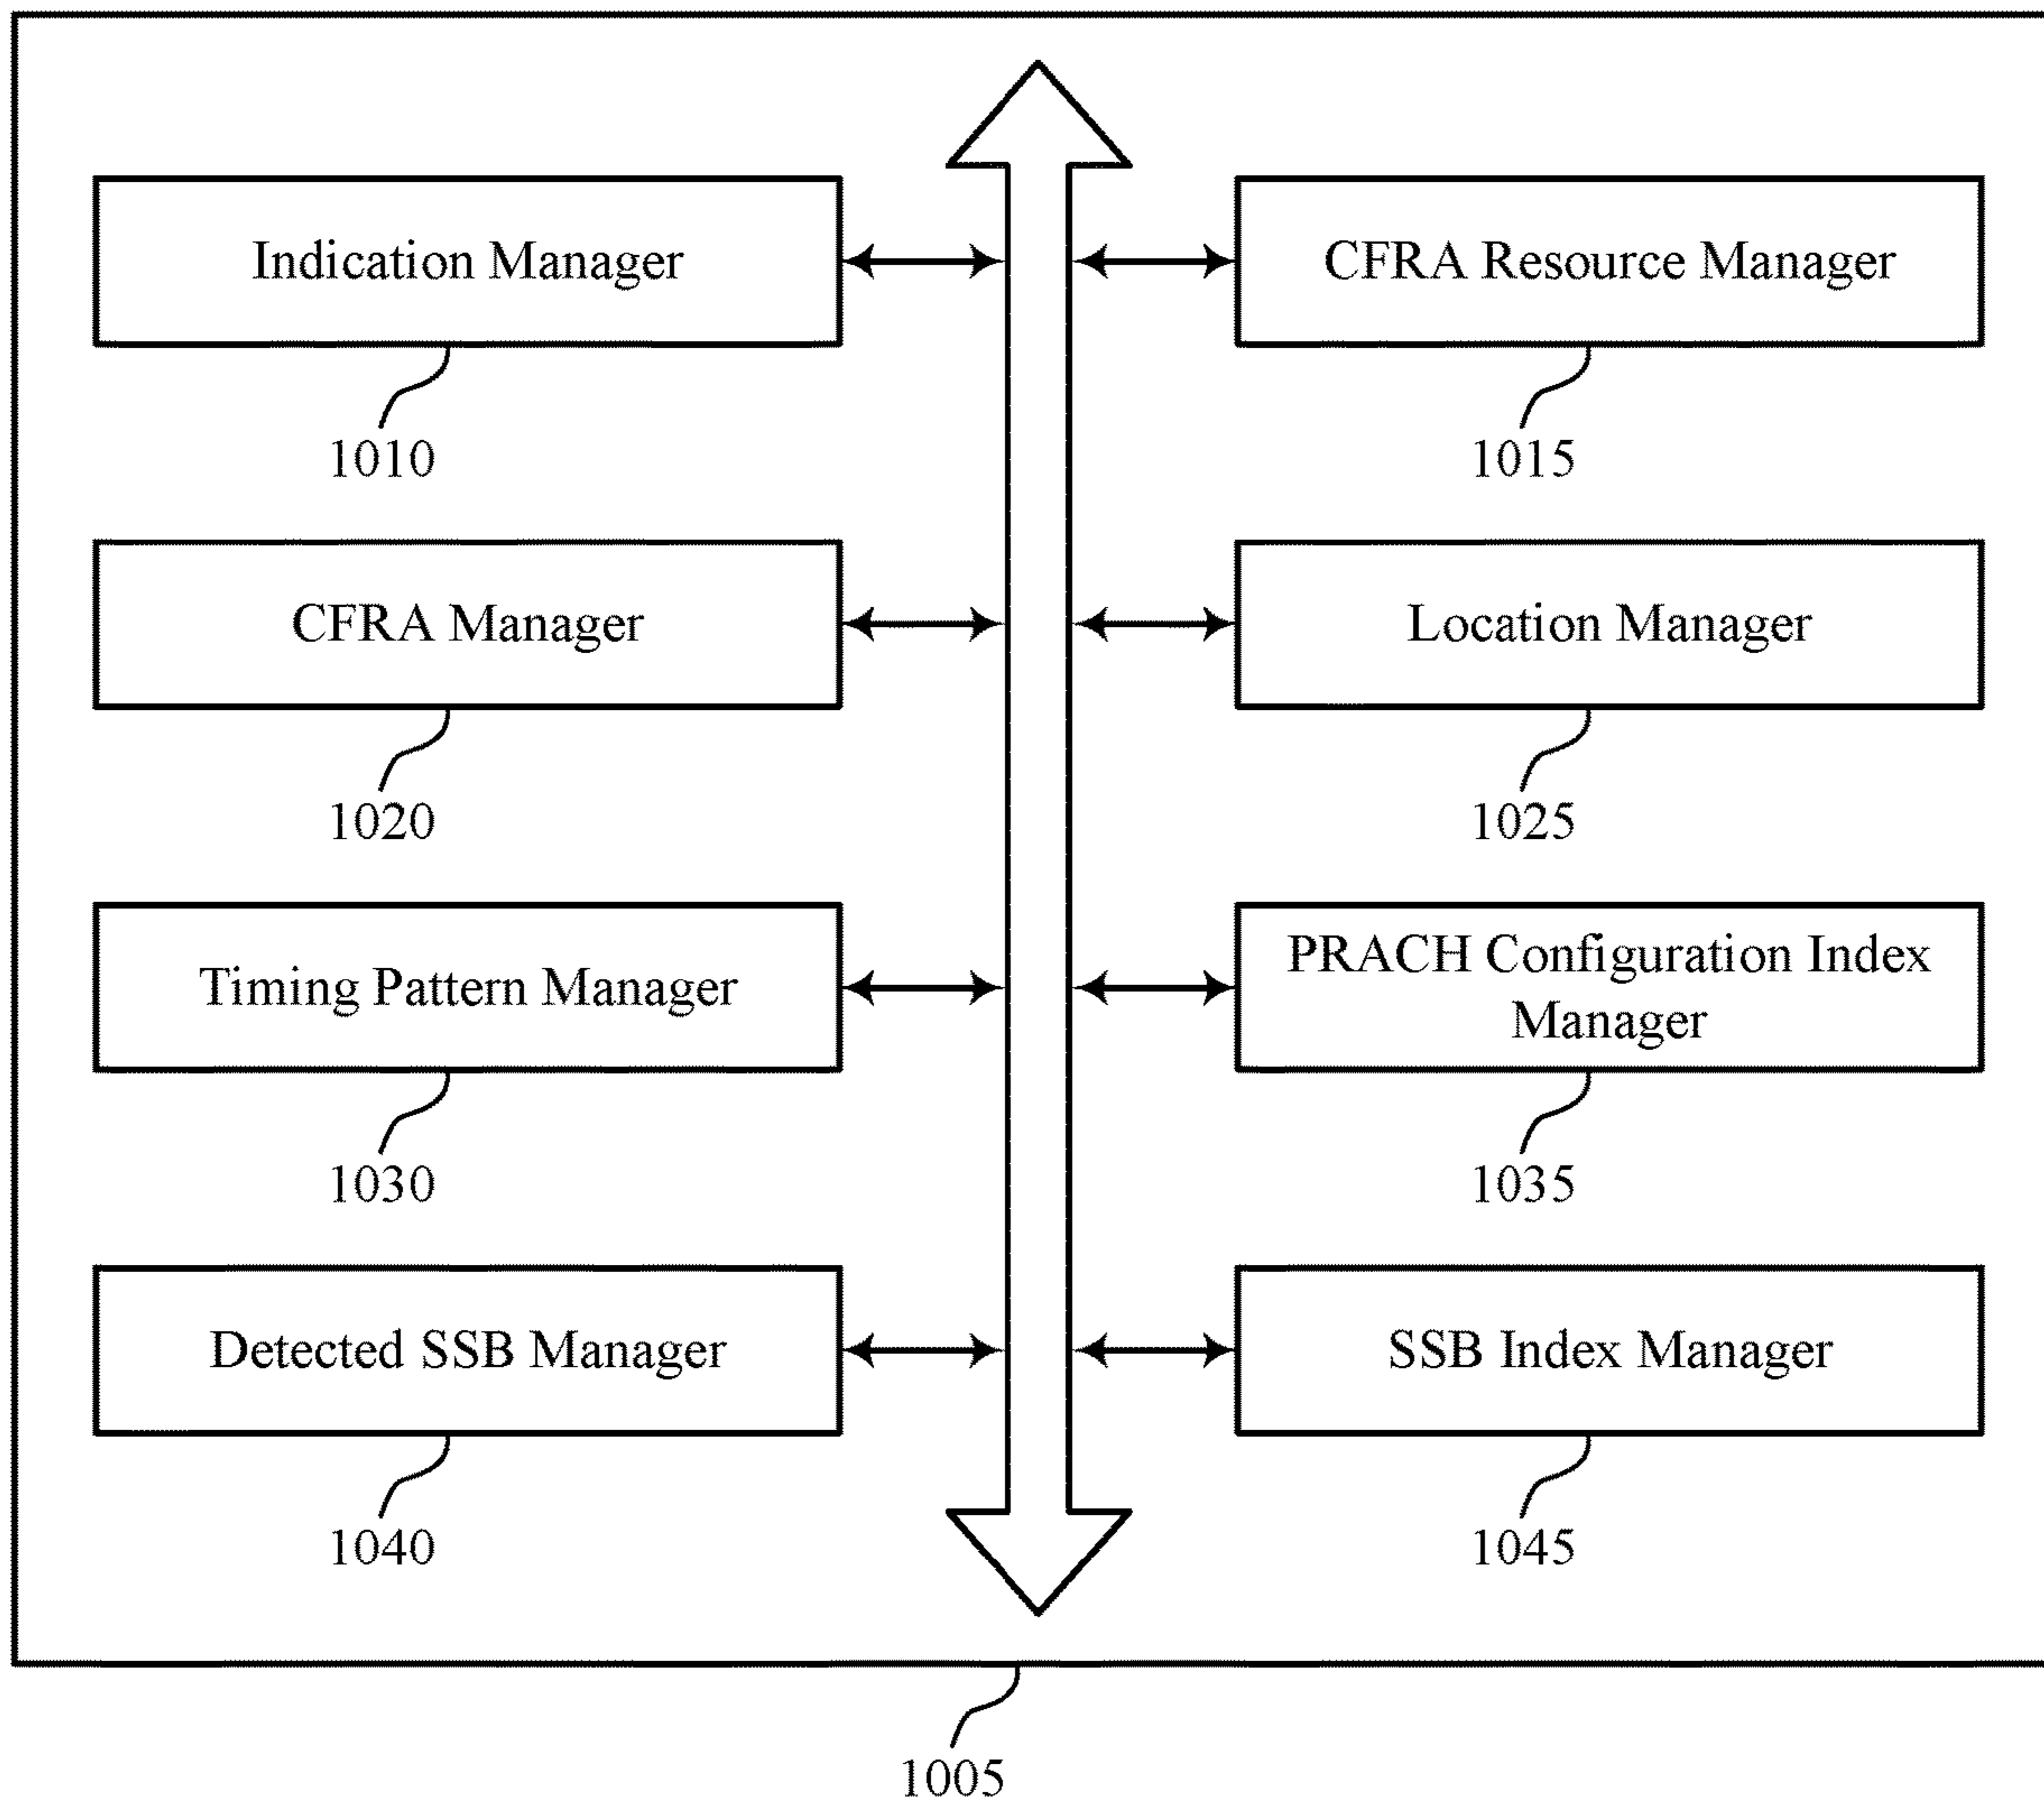 Indication Manager
CFRA Resource Manager
1010
1015
CFRA Manager
Location Manager
1020
1025
Timing Pattern Manager
PRACH Configuration Index
Manager
1030
1035
Detected SSB Manager
SSB Index Manager
1040
1045
1005